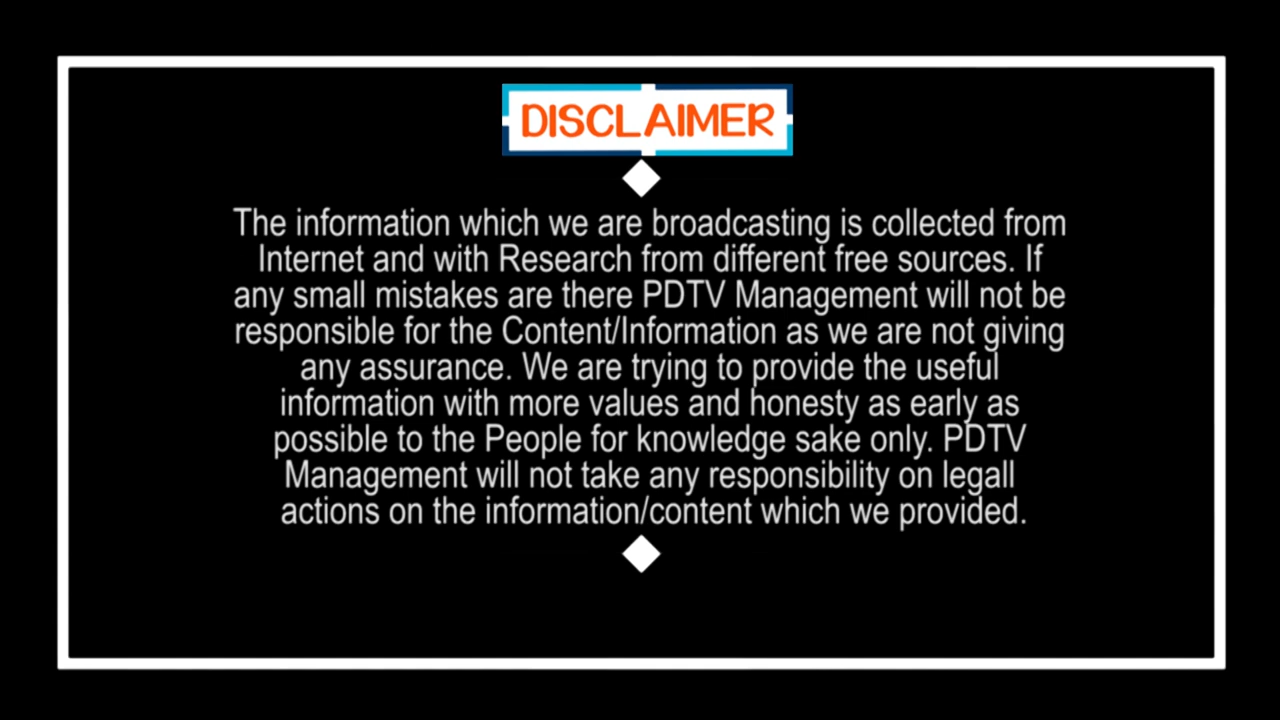 DISCLAIMER
The information which we are broadcasting is collected from
Internet and with Research from different free sources. If
any small mistakes are there PDTV Management will not be
responsible for the Content/Information as we are not giving
any assurance. We are trying to provide the useful
information with more values and honesty as early as
possible to the People for knowledge sake only. PDTV
Management will not take any responsibility on legall
actions on the information/content which we provided.